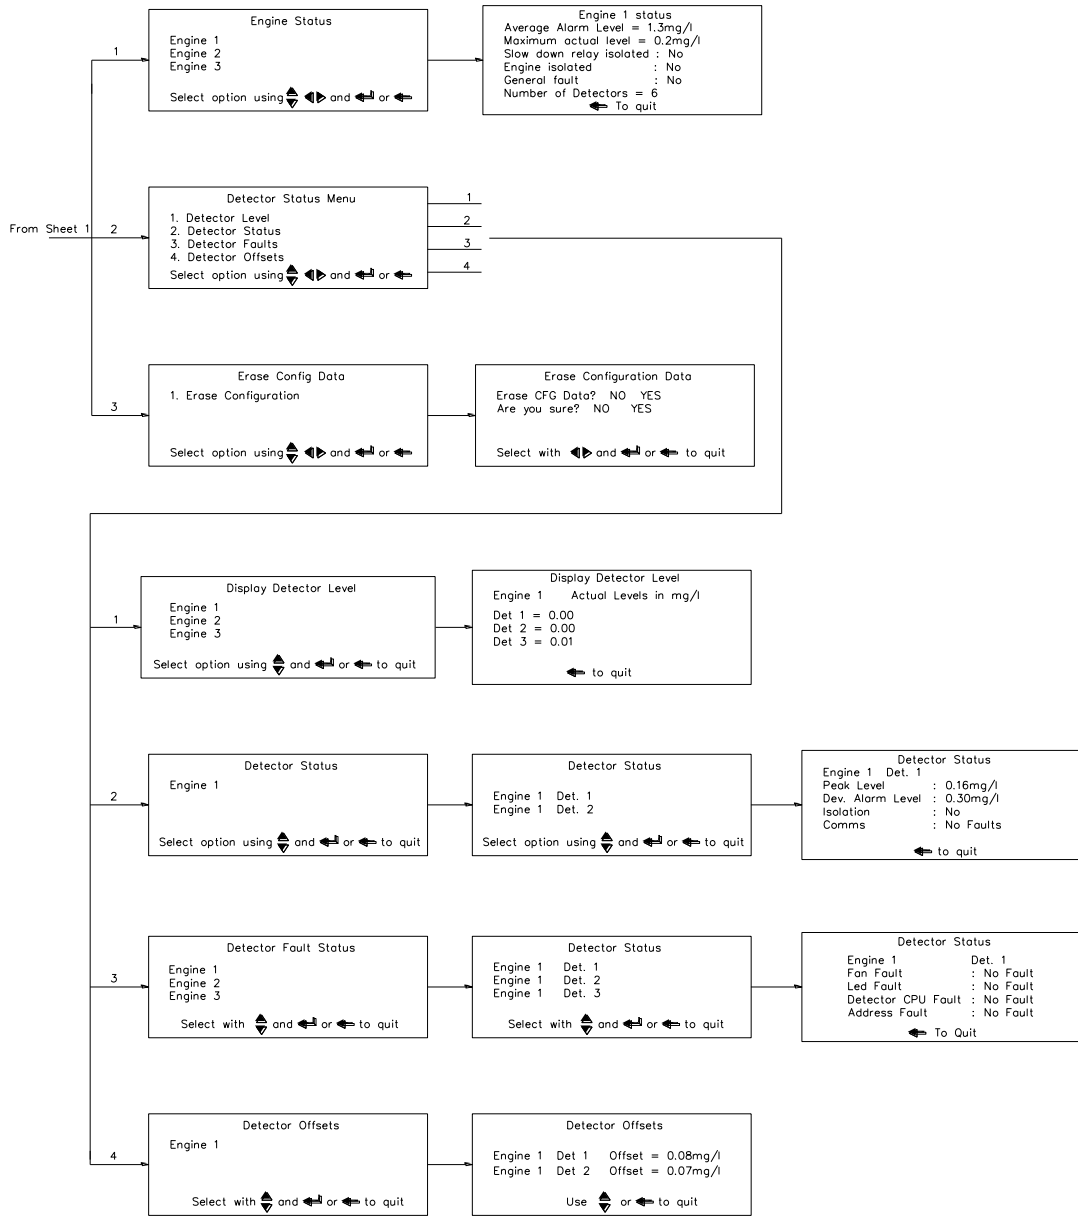 Engine Status
Engine 1
Engine 2
Engine 3
Select option using and or
1
Engine 1 status
Average Alarm Level = 1.3mg/l
Maximum actual level = 0.2mg/l
Slow down relay isolated : No
Engine isolated : No
General fault : No
Number of Detectors = 6
To quit
From Sheet 1
2
Detector Status Menu
1. Detector Level
2. Detector Status
3. Detector Faults
4. Detector Offsets
Select option using and or
1
2
3
4
3
Erase Config Data
1. Erase Configuration
Select option using and or
Erase Configuration Data
Erase CFG Data? NO YES
Are you sure? NO YES
Select with and or to quit
1
Display Detector Level
Engine 1
Engine 2
Engine 3
Select option using and or to quit
Display Detector Level
Engine 1 Actual Levels in mg/l
Det 1 = 0.00
Det 2 = 0.00
Det 3 = 0.01
to quit
2
Detector Status
Engine 1
Select option using and or to quit
Detector Status
Engine 1 Det. 1
Engine 1 Det. 2
Select option using and or to quit
Detector Status
Engine 1 Det. 1
Peak Level : 0.16mg/l
Dev. Alarm Level : 0.30mg/l
Isolation : No
Comms : No Faults
to quit
3
Detector Fault Status
Engine 1
Engine 2
Engine 3
Select with and or to quit
Detector Status
Engine 1 Det. 1
Engine 1 Det. 2
Engine 1 Det. 3
Select with and or to quit
Detector Status
Engine 1 Det. 1
Fan Fault : No Fault
Led Fault : No Fault
Detector CPU Fault : No Fault
Address Fault : No Fault
To Quit
4
Detector Offsets
Engine 1
Select with and or to quit
Detector Offsets
Engine 1 Det 1 Offset = 0.08mg/l
Engine 1 Det 2 Offset = 0.07mg/l
Use or to quit